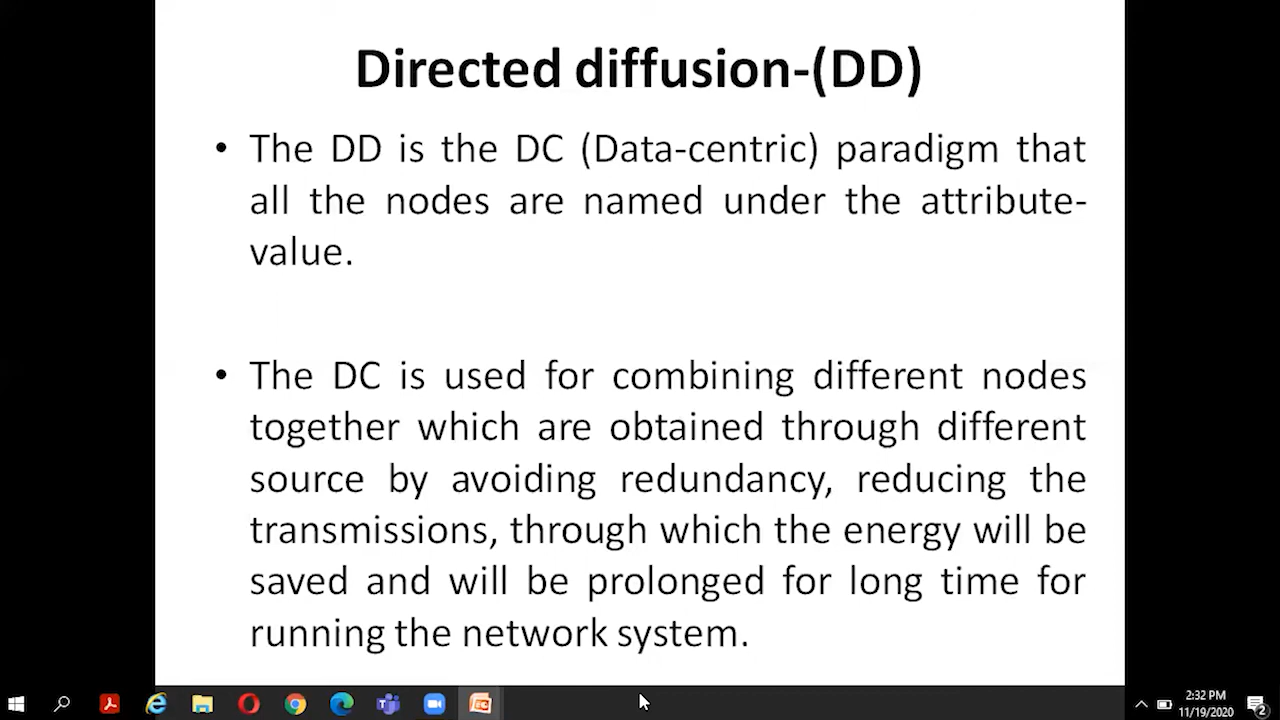 Directed diffusion-(DD)
• The DD is the DC (Data-centric) paradigm that
all the nodes are named under the attribute-
value.
• The DC is used for combining different nodes
together which are obtained through different
source by avoiding redundancy, reducing the
transmissions, through which the energy will be
saved and will be prolonged for long time for
running the network system.
2:32 PM
11/19/2020
2